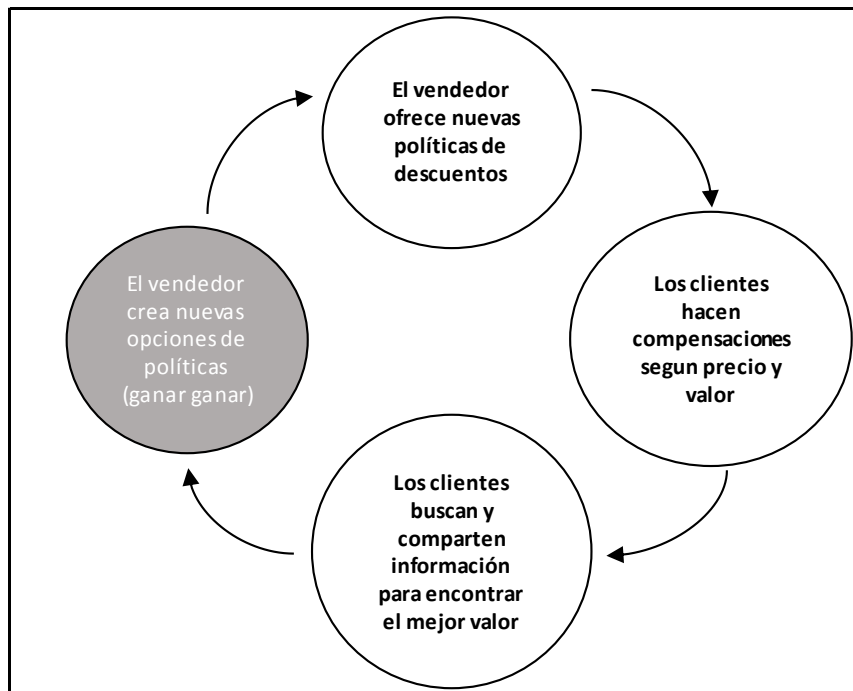 El vendedor
ofrece nuevas
políticas de
descuentos
Los clientes
hacen
compensaciones
segun precio y
valor
Los clientes
buscan y
comparten
información
para encontrar
el mejor valor
El vendedor
crea nuevas
opciones de
políticas
(ganar ganar)